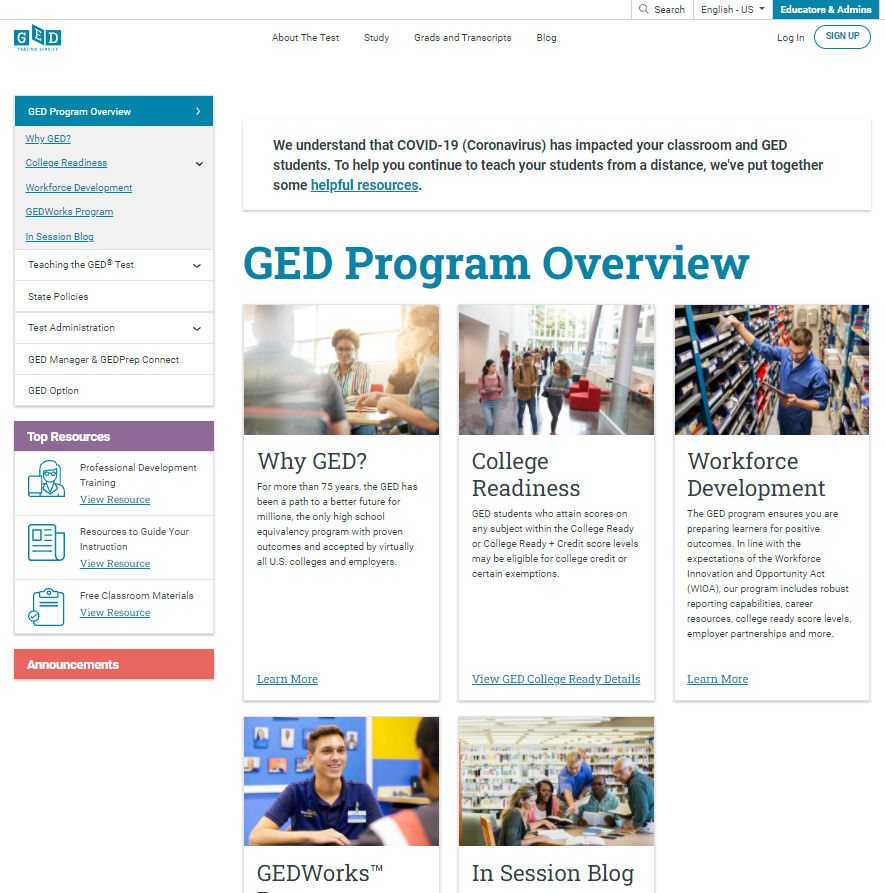 Search
English - US
Educators & Admins
GED
TESTING SERVICE
About The Test
Study
Grads and Transcripts
Blog
Log In
SIGN UP
GED Program Overview
Why GED?
College Readiness
Workforce Development
GEDWorks Program
In Session Blog
Teaching the GED® Test
State Policies
Test Administration
GED Manager & GEDPrep Connect
GED Option
Top Resources
Professional Development
Training
View Resource
Resources to Guide Your
Instruction
View Resource
Free Classroom Materials
View Resource
Announcements
We understand that COVID-19 (Coronavirus) has impacted your classroom and GED
students. To help you continue to teach your students from a distance, we've put together
some helpful resources.
GED Program Overview
Why GED?
For more than 75 years, the GED has
been a path to a better future for
millions, the only high school
equivalency program with proven
outcomes and accepted by virtually
all U.S. colleges and employers.
Learn More
College
Readiness
GED students who attain scores on
any subject within the College Ready
or College Ready + Credit score levels
may be eligible for college credit or
certain exemptions.
View GED College Ready Details
Workforce
Development
The GED program ensures you are
preparing learners for positive
outcomes. In line with the
expectations of the Workforce
Innovation and Opportunity Act
(WIOA), our program includes robust
reporting capabilities, career
resources, college ready score levels,
employer partnerships and more.
Learn More
GEDWorks™
In Session Blog